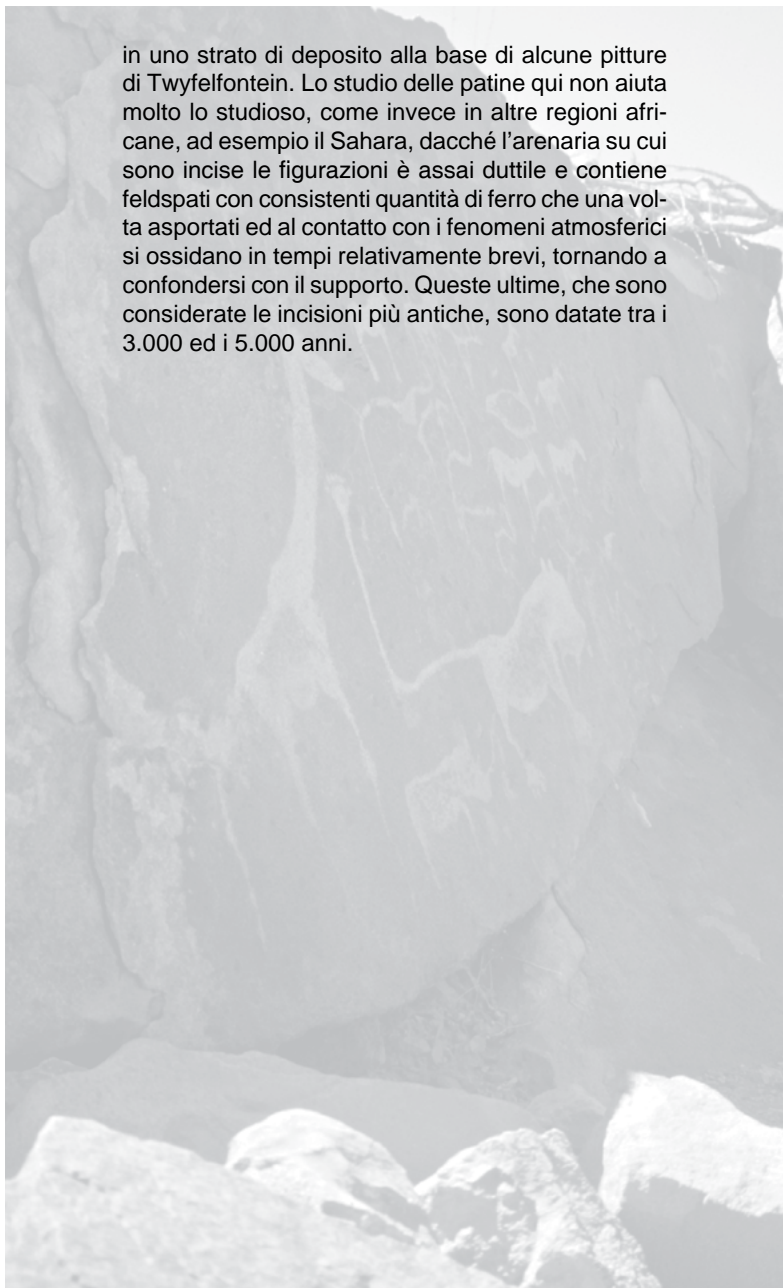 in uno strato di deposito alla base di alcune pitture
di Twyfelfontein. Lo studio delle patine qui non aiuta
molto lo studioso, come invece in altre regioni afri-
cane, ad esempio il Sahara, dacché l’arenaria su cui
sono incise le figurazioni è assai duttile e contiene
feldspati con consistenti quantità di ferro che una vol-
ta asportati ed al contatto con i fenomeni atmosferici
si ossidano in tempi relativamente brevi, tornando a
confondersi con il supporto. Queste ultime, che sono
considerate le incisioni più antiche, sono datate tra i
3.000 ed i 5.000 anni.